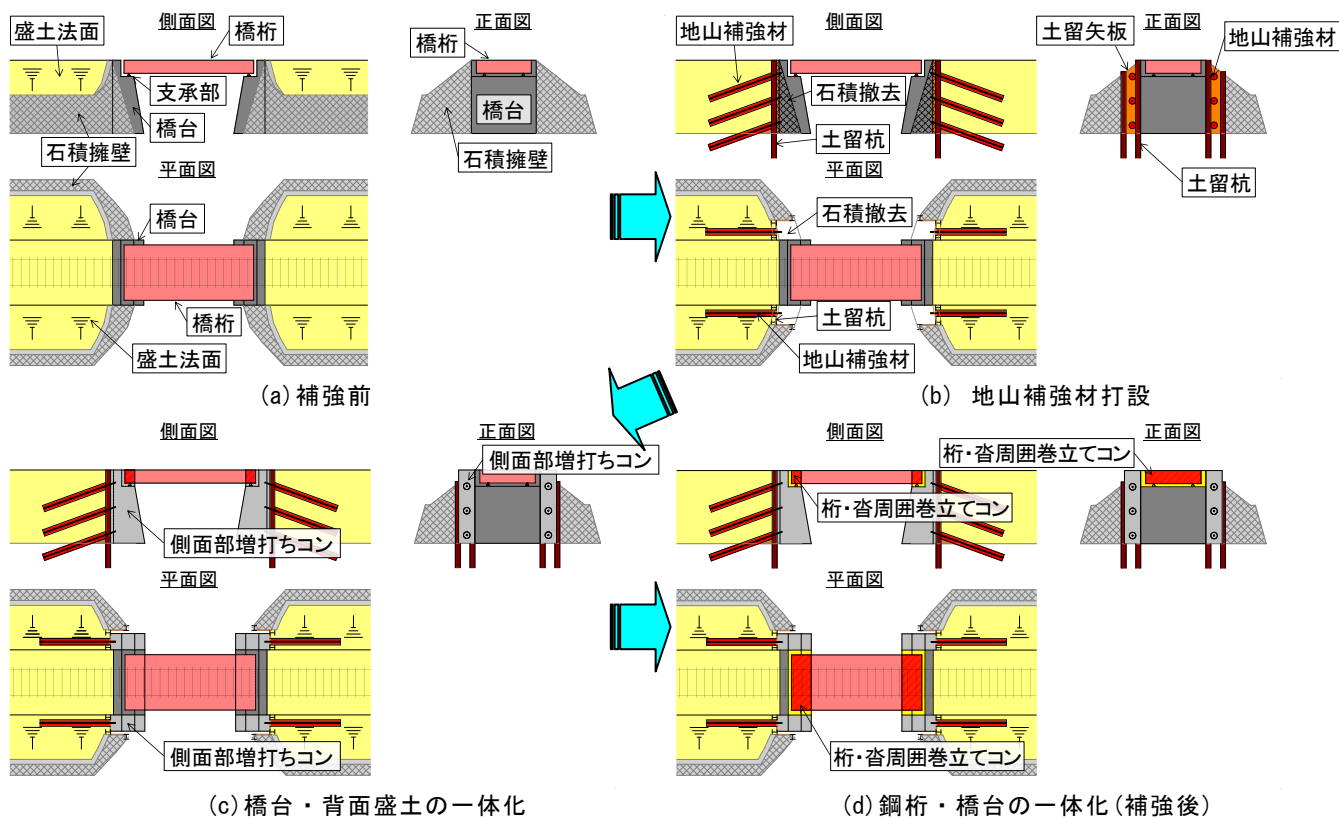 側面図
正面図
盛土法面
橋桁
橋桁
支承部
橋台
橋台
石積擁壁
石積擁壁
平面図
橋台
橋桁
盛土法面
(a)補強前
側面図
正面図
地山補強材
土留矢板
地山補強材
石積撤去
土留杭
土留杭
平面図
石積撤去
土留杭
地山補強材
(b) 地山補強材打設
側面図
正面図
側面部増打ちコン
側面部増打ちコン
平面図
側面部増打ちコン
(c)橋台・背面盛土の一体化
側面図
正面図
桁・沓周囲巻立てコン
桁・沓周囲巻立てコン
平面図
桁・沓周囲巻立てコン
(d)鋼桁・橋台の一体化(補強後)